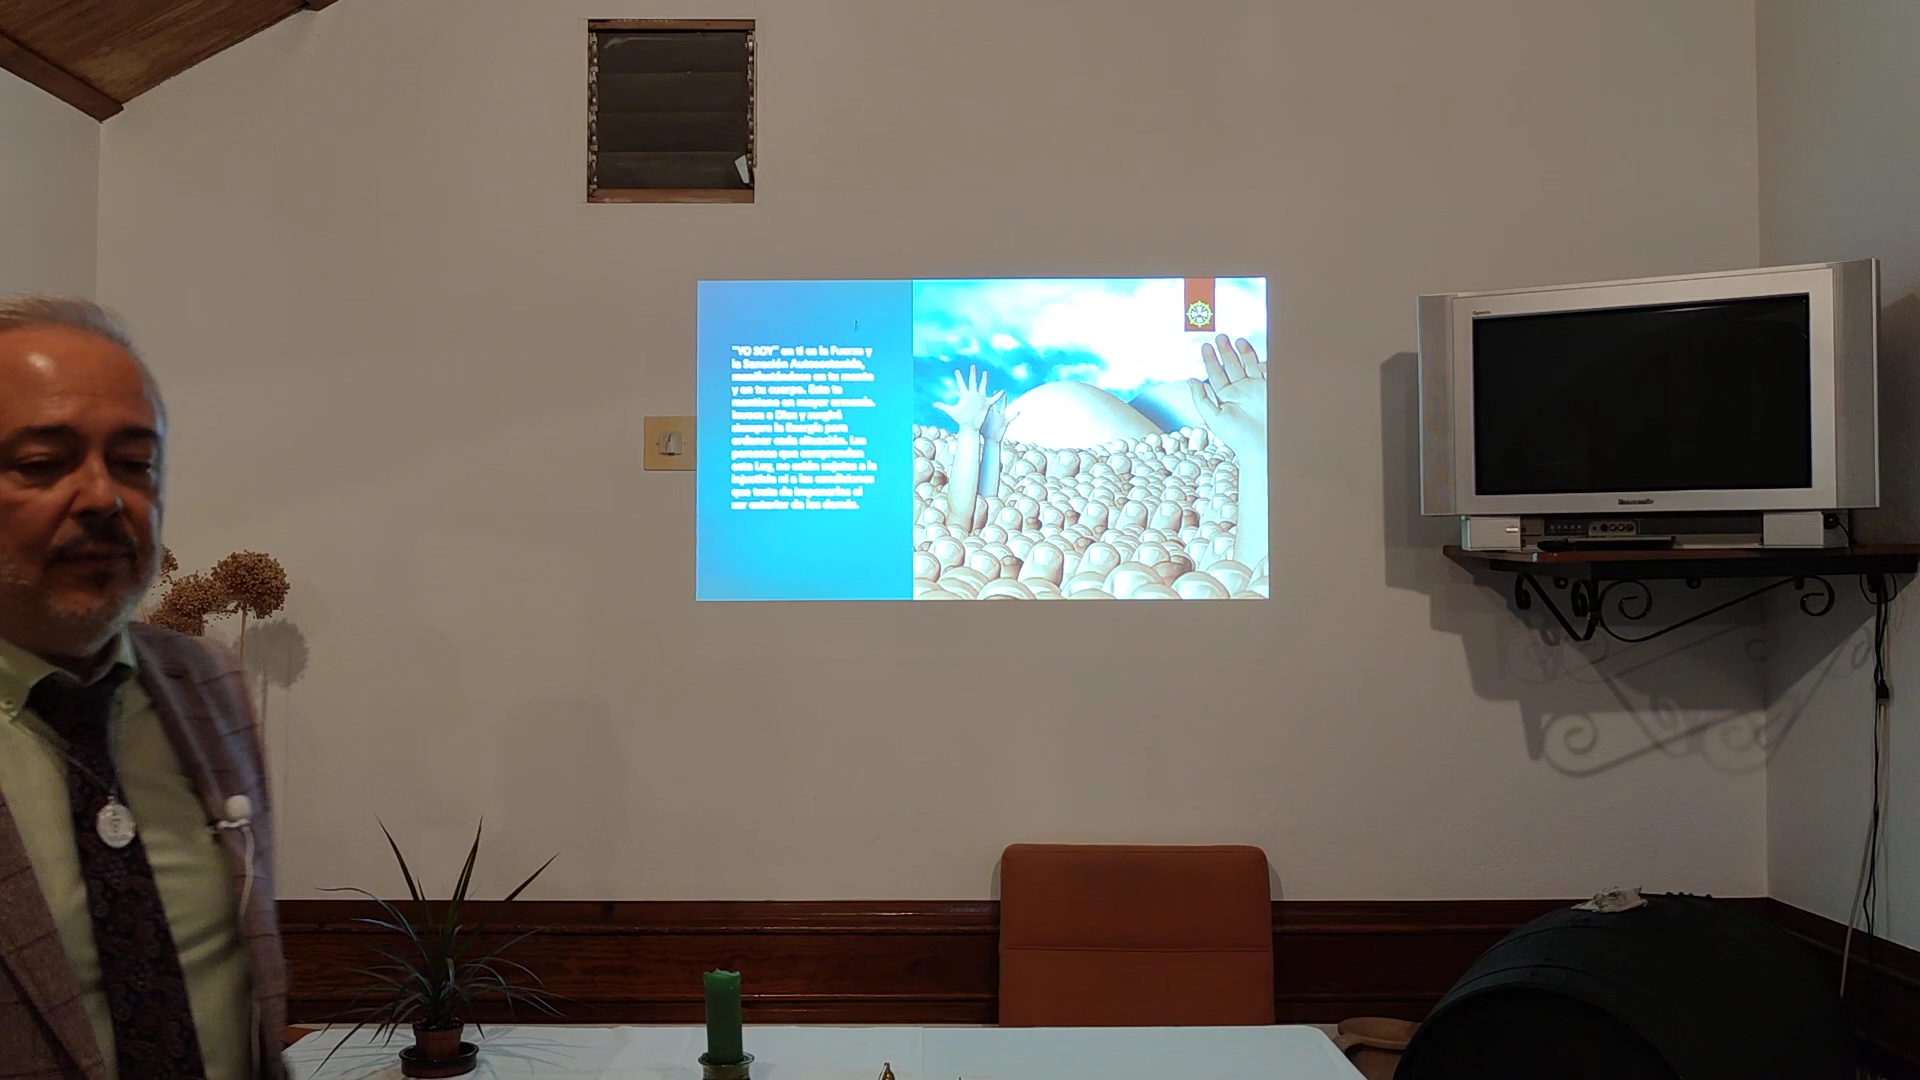 "YO SOY" en ti es la Fuerza y
la Sanación Autosostenida,
manifestándose en tu mente
y en tu cuerpo. Esto te
mantiene en mayor armonía.
Invoca a Dios y surgirá
siempre la Energía para
ordenar cada situación. Las
personas que comprenden
esta Ley, no están sujetas a la
injusticia ni a las condiciones
que trata de imponerles el
ser exterior de los demás.